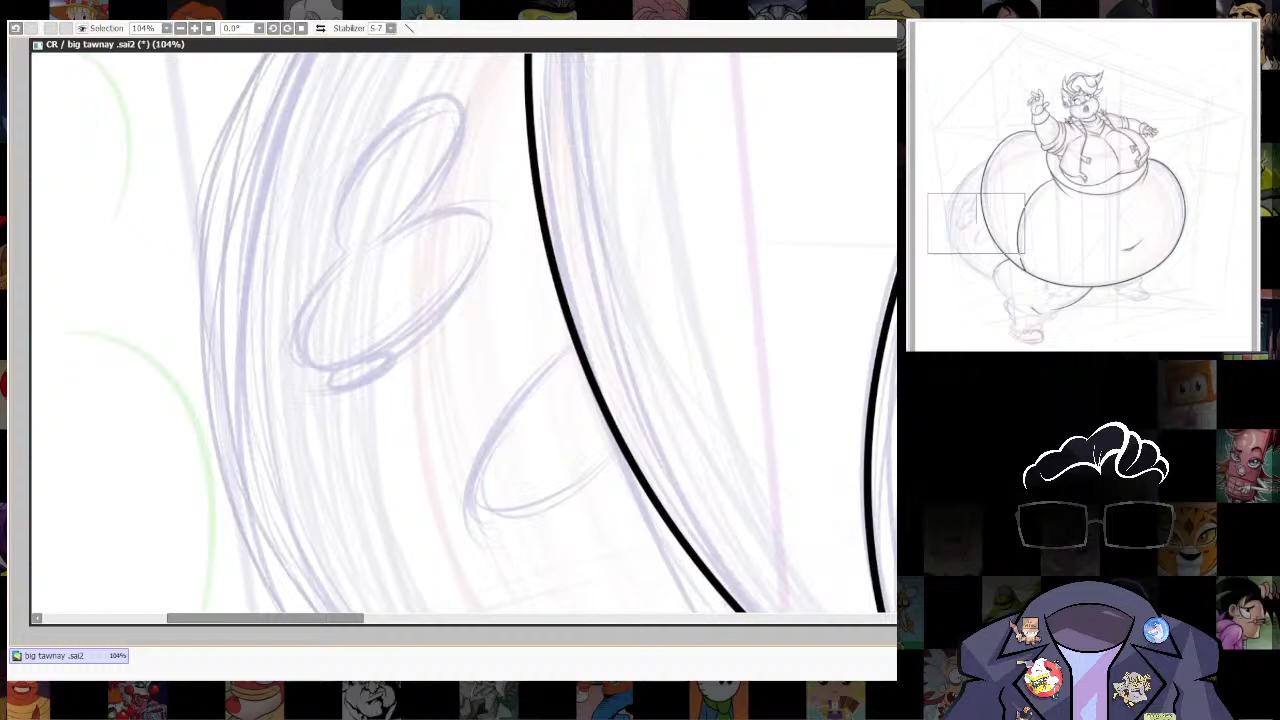 Selection 104% 0.0° Stabilizer S-7
CR / big tawnay .sai2 (*) (104%)
big tawnay .sai2 104%